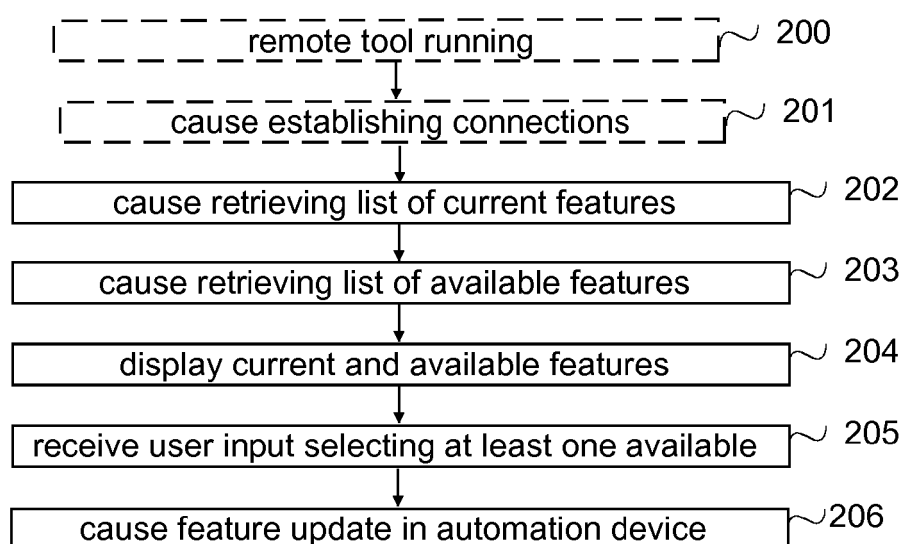 remote tool running 200
cause establishing connections 201
cause retrieving list of current features 202
cause retrieving list of available features 203
display current and available features 204
receive user input selecting at least one available 205
cause feature update in automation device 206